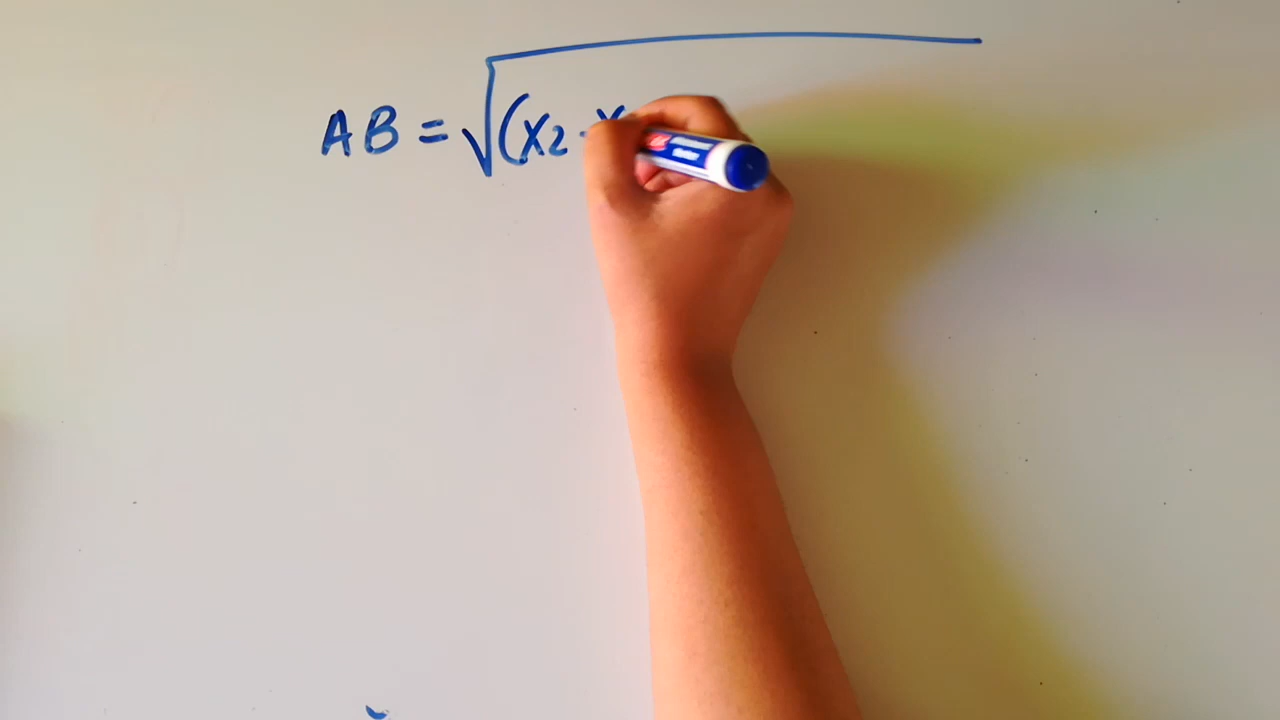 AB = √(x₂ - x